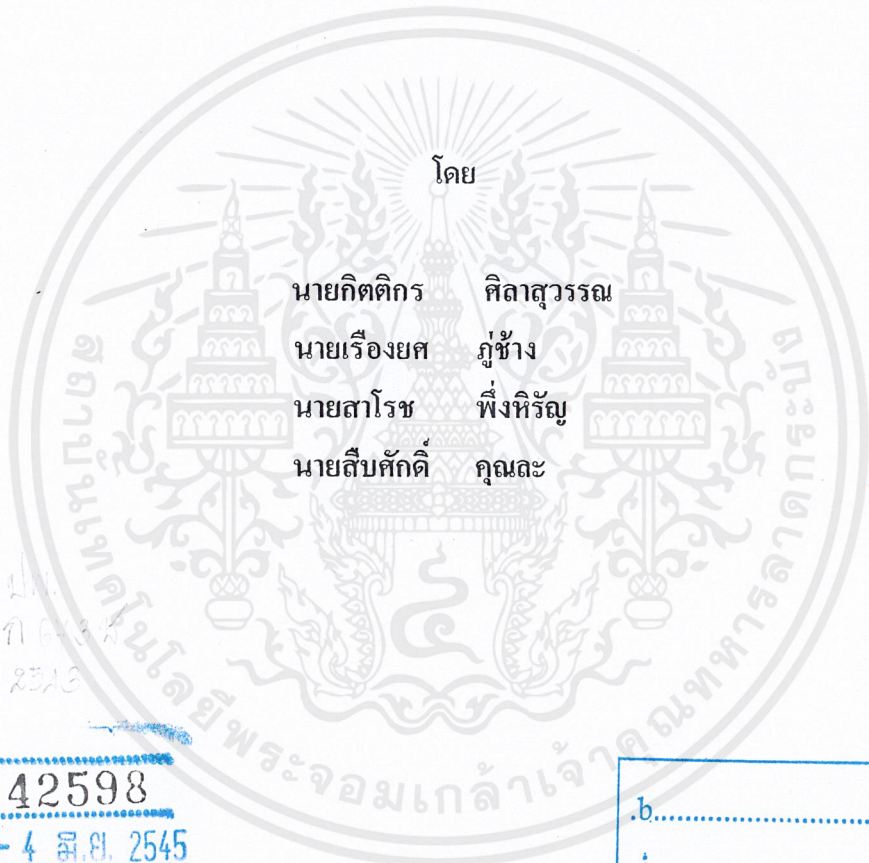 โดย
นายกิตติกร ศิลาสุวรรณ
นายเรืองยศ ภู่ช้าง
นายสาโรช พึ่งหิรัญ
นายสืบศักดิ์ คุณละ
สถาบันเทคโนโลยีพระจอมเกล้าเจ้าคุณทหารลาดกระบัง
ปพ.
2543
42598
- 4 มิ.ย. 2545
.b